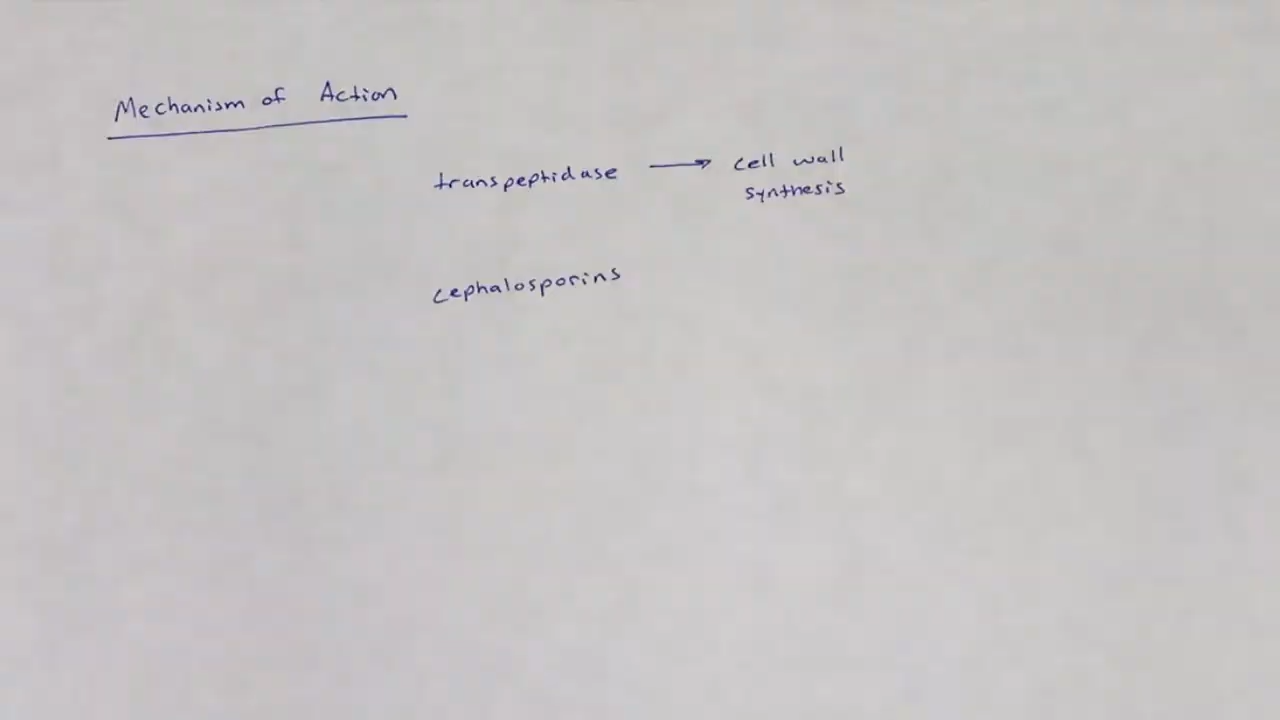 Mechanism of Action
transpeptidase → cell wall
synthesis
cephalosporins